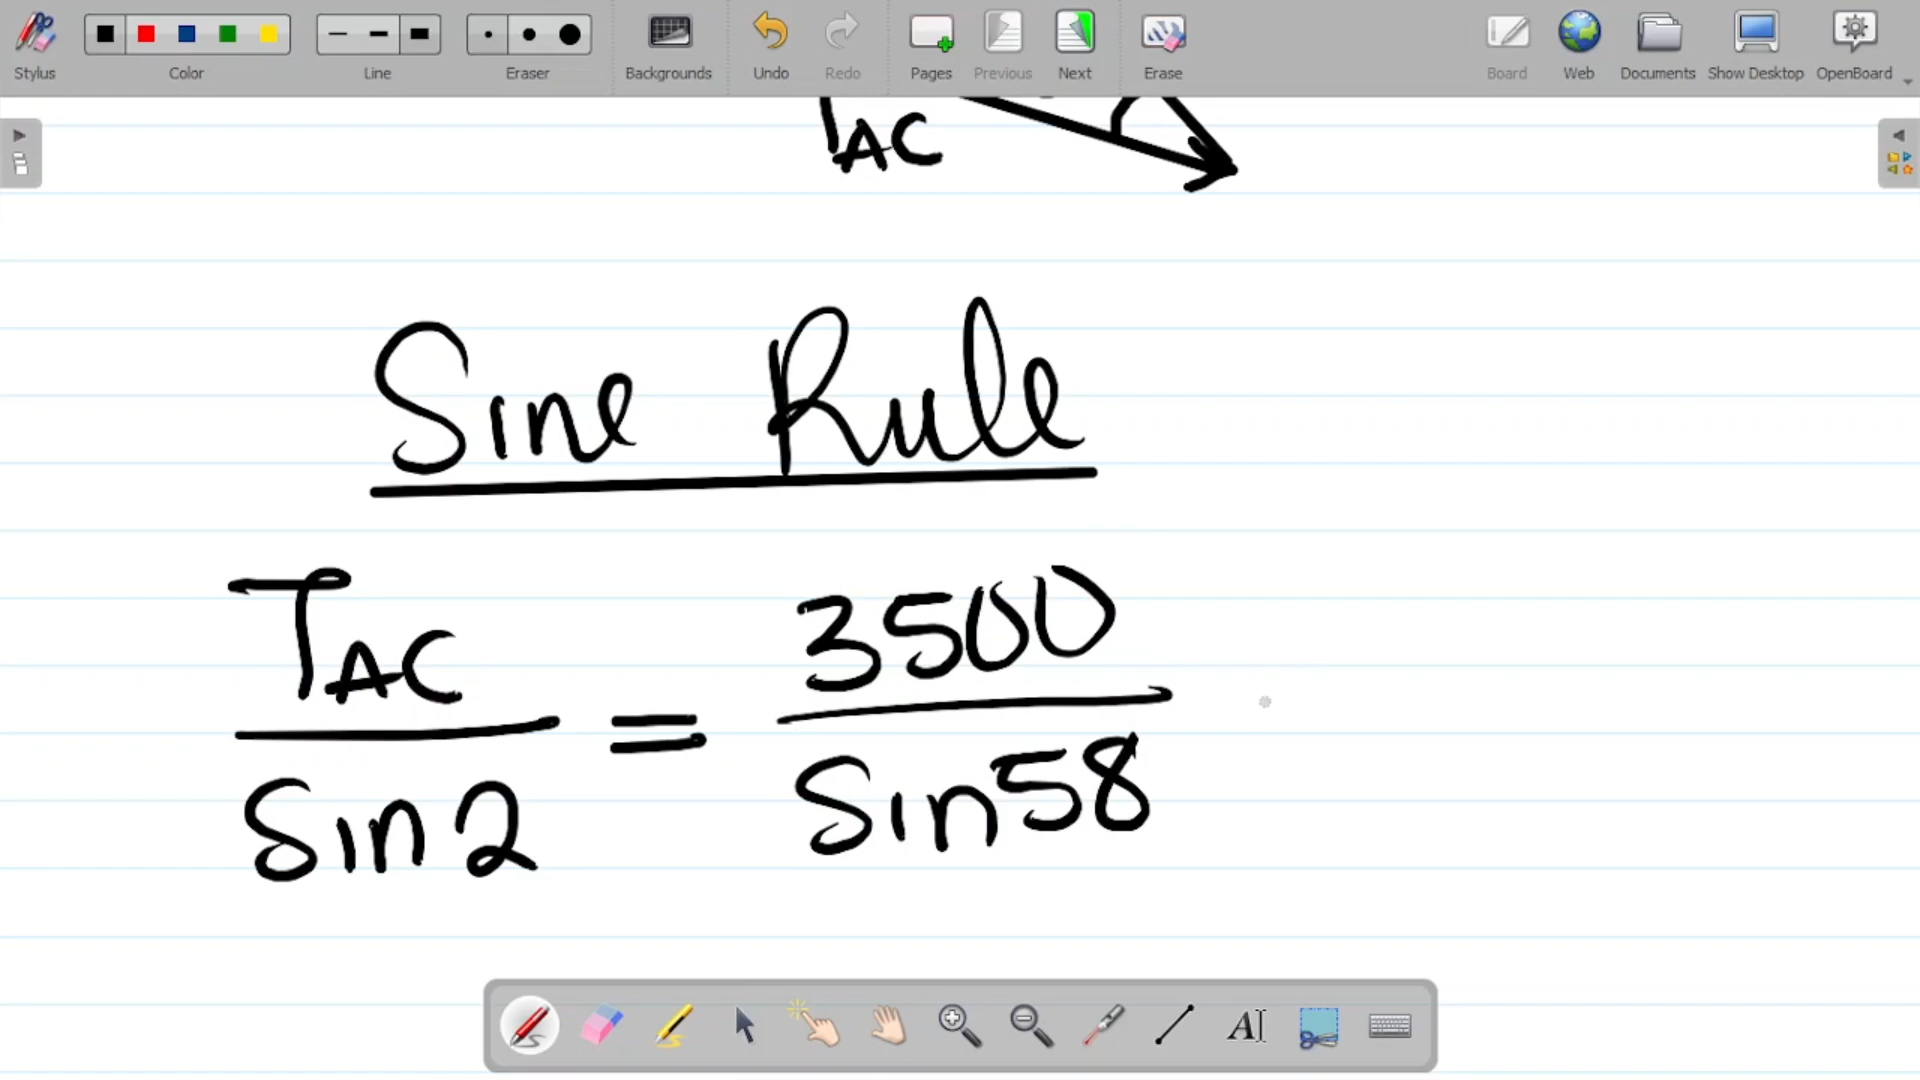 Stylus Color Line Eraser Backgrounds Undo Redo Pages Previous Next Erase Board Web Documents Show Desktop OpenBoard
TAC
Sine Rule
TAC = 3500
Sin2 Sin58